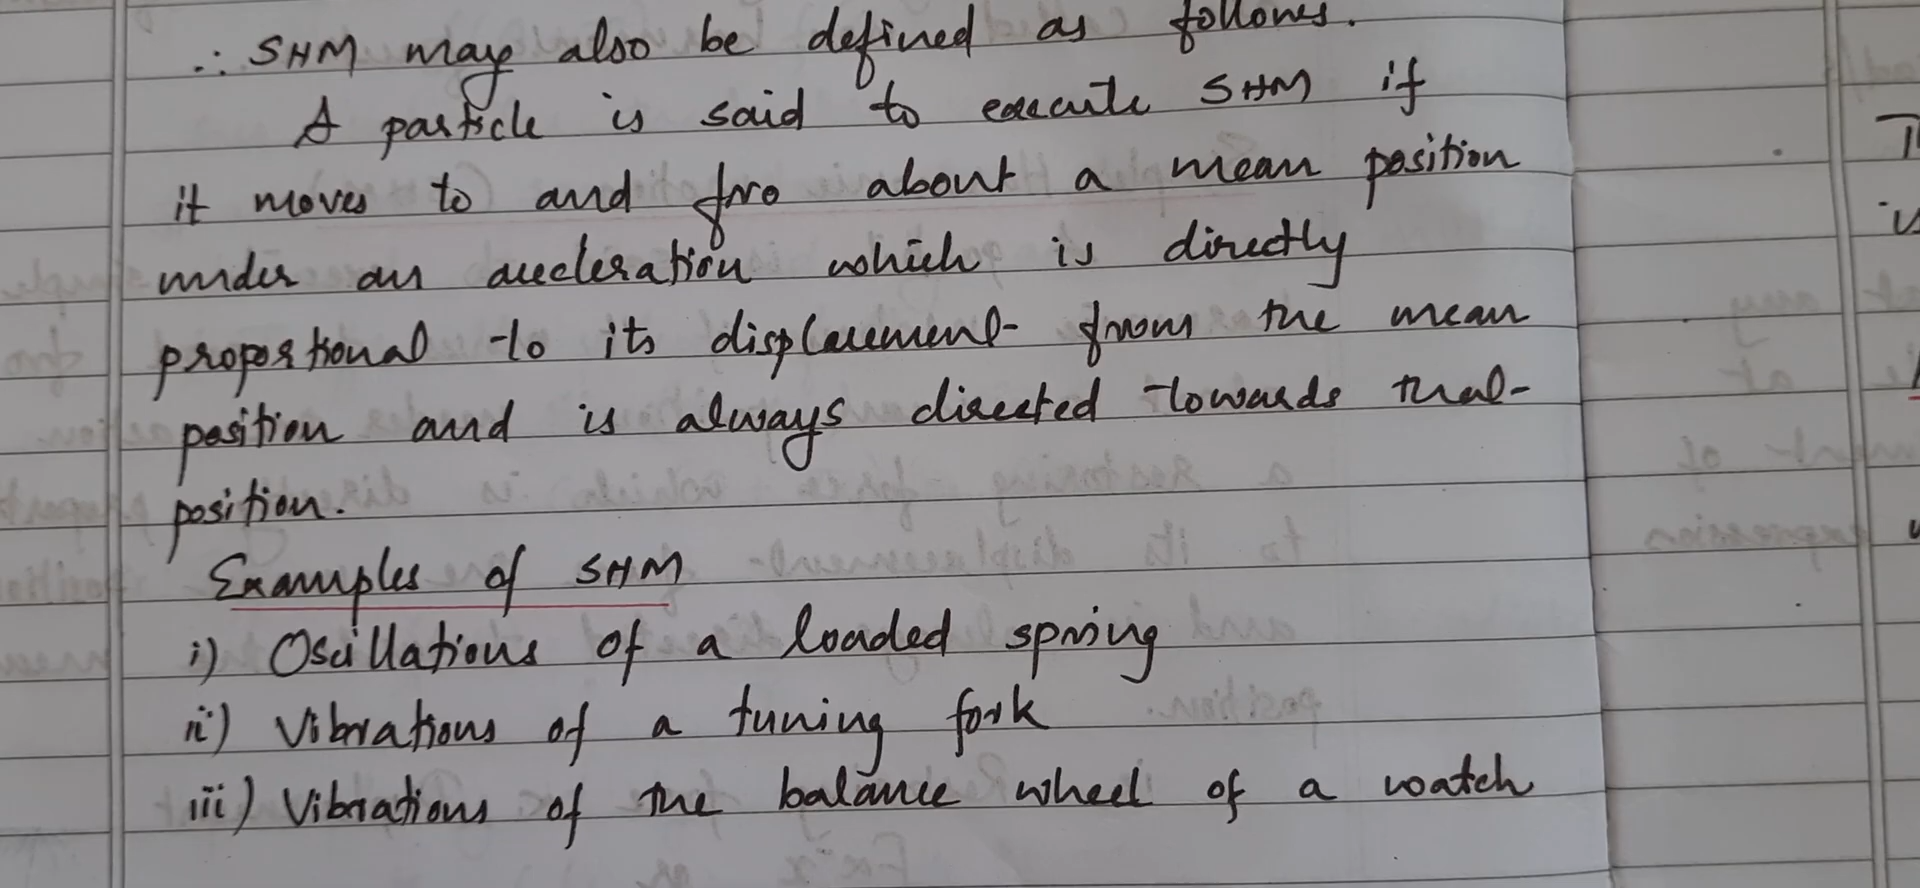 ∴ SHM may also be defined as follows.
A particle is said to execute SHM if
it moves to and fro about a mean position
under an acceleration which is directly
proportional to its displacement from the mean
position and is always directed towards that
position.
Examples of SHM
i) Oscillations of a loaded spring
ii) Vibrations of a tuning fork
iii) Vibrations of the balance wheel of a watch